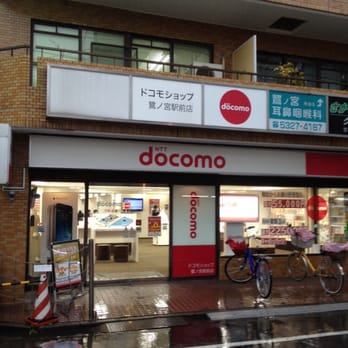 ドコモショップ
鷺ノ宮駅前店
docomo
鷺ノ宮
耳鼻咽喉科
☎5327-4187
NTT
docomo
docomo
ドコモショップ
鷺ノ宮駅前店